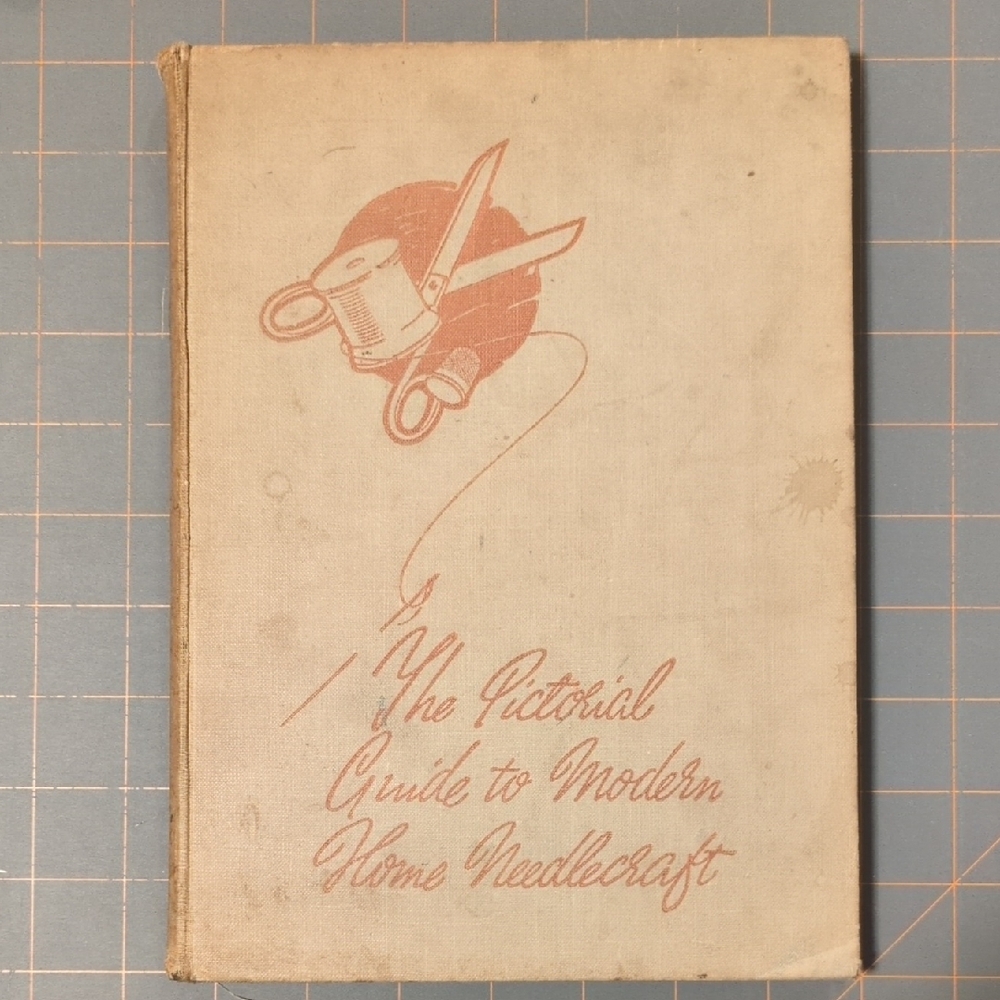 The Pictorial
Guide to Modern
Home Needlecraft